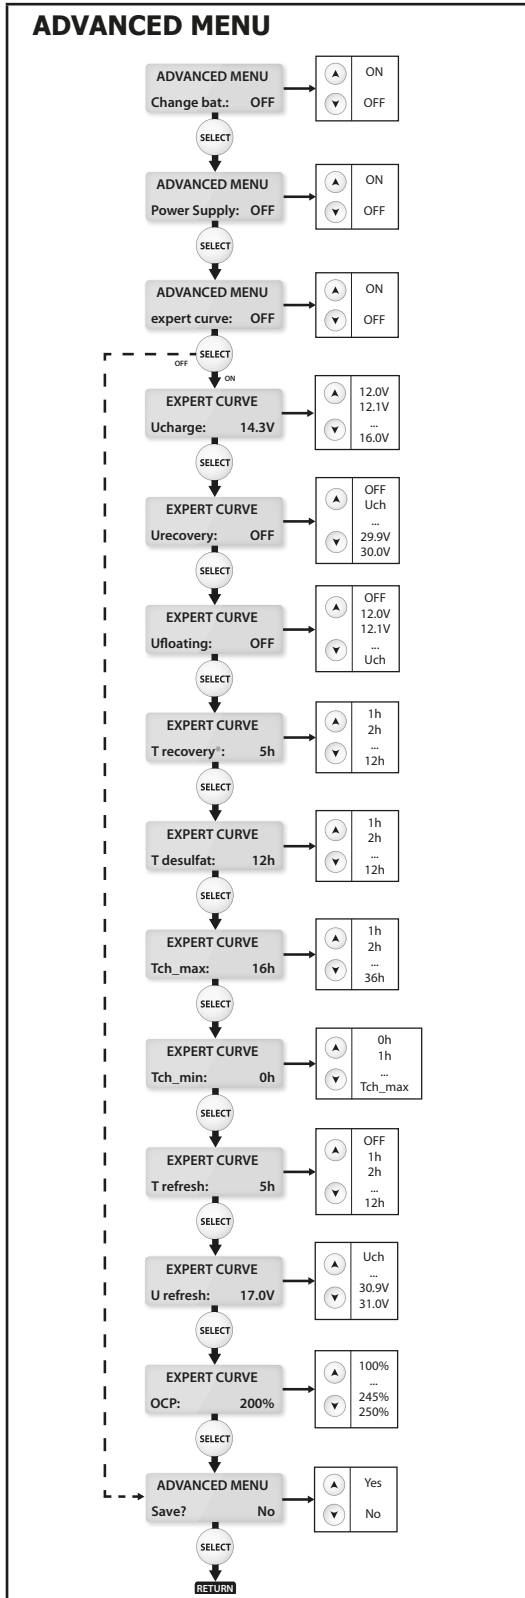 ADVANCED MENU
ADVANCED MENU
Change bat.: OFF
ON
OFF
SELECT
ADVANCED MENU
Power Supply: OFF
ON
OFF
SELECT
ADVANCED MENU
expert curve: OFF
ON
OFF
SELECT
OFF
ON
EXPERT CURVE
Ucharge: 14.3V
12.0V
12.1V
...
16.0V
SELECT
EXPERT CURVE
Urecovery: OFF
OFF
Uch
...
29.9V
30.0V
SELECT
EXPERT CURVE
Ufloating: OFF
OFF
12.0V
12.1V
...
Uch
SELECT
EXPERT CURVE
T recovery*: 5h
1h
2h
...
12h
SELECT
EXPERT CURVE
T desulfat: 12h
1h
2h
...
12h
SELECT
EXPERT CURVE
Tch_max: 16h
1h
2h
...
36h
SELECT
EXPERT CURVE
Tch_min: 0h
0h
1h
...
Tch_max
SELECT
EXPERT CURVE
T refresh: 5h
OFF
1h
2h
...
12h
SELECT
EXPERT CURVE
U refresh: 17.0V
Uch
...
30.9V
31.0V
SELECT
EXPERT CURVE
OCP: 200%
100%
...
245%
250%
SELECT
ADVANCED MENU
Save? No
Yes
No
SELECT
RETURN